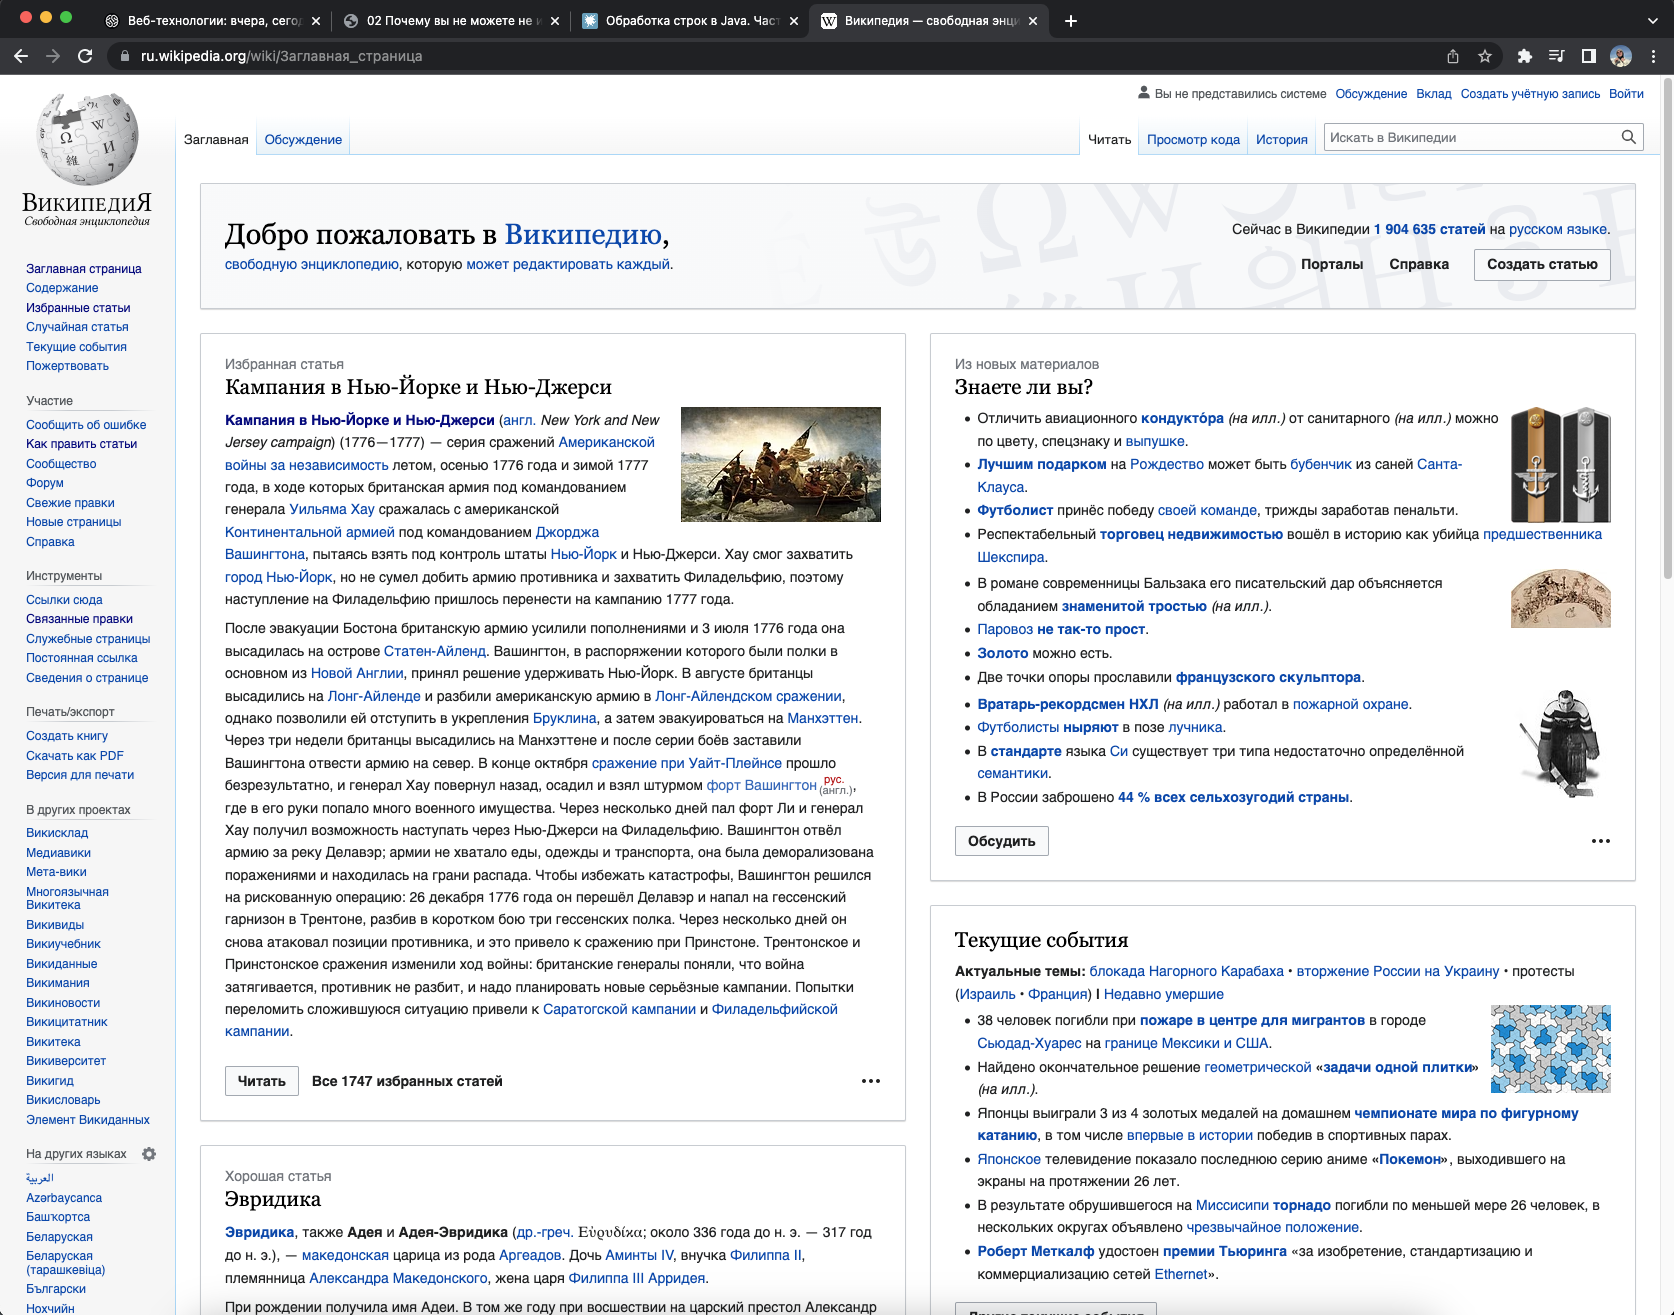 Веб-технологии: вчера, сегод
02 Почему вы не можете не и
Обработка строк в Java. Част
Википедия — свободная энци
ru.wikipedia.org/wiki/Заглавная_страница
Вы не представились системе Обсуждение Вклад Создать учётную запись Войти
Заглавная Обсуждение Читать Просмотр кода История Искать в Википедии
ВикипедиЯ
Свободная энциклопедия
Заглавная страница
Содержание
Избранные статьи
Случайная статья
Текущие события
Пожертвовать
Участие
Сообщить об ошибке
Как править статьи
Сообщество
Форум
Свежие правки
Новые страницы
Справка
Инструменты
Ссылки сюда
Связанные правки
Служебные страницы
Постоянная ссылка
Сведения о странице
Печать/экспорт
Создать книгу
Скачать как PDF
Версия для печати
В других проектах
Викисклад
Медиавики
Мета-вики
Многоязычная
Викитека
Викивиды
Викиучебник
Викиданные
Викимания
Викиновости
Викицитатник
Викитека
Викиверситет
Викигид
Викисловарь
Элемент Викиданных
На других языках
العربية
Azərbaycanca
Башҡортса
Беларуская
Беларуская
(тарашкевіца)
Български
Нохчийн
Добро пожаловать в Википедию,
свободную энциклопедию, которую может редактировать каждый.
Сейчас в Википедии 1 904 635 статей на русском языке.
Порталы Справка Создать статью
Избранная статья
Кампания в Нью-Йорке и Нью-Джерси
Кампания в Нью-Йорке и Нью-Джерси (англ. New York and New
Jersey campaign) (1776—1777) — серия сражений Американской
войны за независимость летом, осенью 1776 года и зимой 1777
года, в ходе которых британская армия под командованием
генерала Уильяма Хау сражалась с американской
Континентальной армией под командованием Джорджа
Вашингтона, пытаясь взять под контроль штаты Нью-Йорк и Нью-Джерси. Хау смог захватить
город Нью-Йорк, но не сумел добить армию противника и захватить Филадельфию, поэтому
наступление на Филадельфию пришлось перенести на кампанию 1777 года.
После эвакуации Бостона британскую армию усилили пополнениями и 3 июля 1776 года она
высадилась на острове Статен-Айленд. Вашингтон, в распоряжении которого были полки в
основном из Новой Англии, принял решение удерживать Нью-Йорк. В августе британцы
высадились на Лонг-Айленде и разбили американскую армию в Лонг-Айлендском сражении,
однако позволили ей отступить в укрепления Бруклина, а затем эвакуироваться на Манхэттен.
Через три недели британцы высадились на Манхэттене и после серии боёв заставили
Вашингтона отвести армию на север. В конце октября сражение при Уайт-Плейнсе прошло
безрезультатно, и генерал Хау повернул назад, осадил и взял штурмом форт Вашингтон рус. (англ.),
где в его руки попало много военного имущества. Через несколько дней пал форт Ли и генерал
Хау получил возможность наступать через Нью-Джерси на Филадельфию. Вашингтон отвёл
армию за реку Делавэр; армии не хватало еды, одежды и транспорта, она была деморализована
поражениями и находилась на грани распада. Чтобы избежать катастрофы, Вашингтон решился
на рискованную операцию: 26 декабря 1776 года он перешёл Делавэр и напал на гессенский
гарнизон в Трентоне, разбив в коротком бою три гессенских полка. Через несколько дней он
снова атаковал позиции противника, и это привело к сражению при Принстоне. Трентонское и
Принстонское сражения изменили ход войны: британские генералы поняли, что война
затягивается, противник не разбит, и надо планировать новые серьёзные кампании. Попытки
переломить сложившуюся ситуацию привели к Саратогской кампании и Филадельфийской
кампании.
Читать Все 1747 избранных статей
Хорошая статья
Эвридика
Эвридика, также Адея и Адея-Эвридика (др.-греч. Εὐρυδίκα; около 336 года до н. э. — 317 год
до н. э.), — македонская царица из рода Аргеадов. Дочь Аминты IV, внучка Филиппа II,
племянница Александра Македонского, жена царя Филиппа III Арридея.
При рождении получила имя Адеи. В том же году при восшествии на царский престол Александр
Из новых материалов
Знаете ли вы?
• Отличить авиационного кондукто́ра (на илл.) от санитарного (на илл.) можно
по цвету, спецзнаку и выпушке.
• Лучшим подарком на Рождество может быть бубенчик из саней Санта-
Клауса.
• Футболист принёс победу своей команде, трижды заработав пенальти.
• Респектабельный торговец недвижимостью вошёл в историю как убийца предшественника
Шекспира.
• В романе современницы Бальзака его писательский дар объясняется
обладанием знаменитой тростью (на илл.).
• Паровоз не так-то прост.
• Золото можно есть.
• Две точки опоры прославили французского скульптора.
• Вратарь-рекордсмен НХЛ (на илл.) работал в пожарной охране.
• Футболисты ныряют в позе лучника.
• В стандарте языка Си существует три типа недостаточно определённой
семантики.
• В России заброшено 44 % всех сельхозугодий страны.
Обсудить
Текущие события
Актуальные темы: блокада Нагорного Карабаха • вторжение России на Украину • протесты
(Израиль • Франция) I Недавно умершие
• 38 человек погибли при пожаре в центре для мигрантов в городе
Сьюдад-Хуарес на границе Мексики и США.
• Найдено окончательное решение геометрической «задачи одной плитки»
(на илл.).
• Японцы выиграли 3 из 4 золотых медалей на домашнем чемпионате мира по фигурному
катанию, в том числе впервые в истории победив в спортивных парах.
• Японское телевидение показало последнюю серию аниме «Покемон», выходившего на
экраны на протяжении 26 лет.
• В результате обрушившегося на Миссисипи торнадо погибли по меньшей мере 26 человек, в
нескольких округах объявлено чрезвычайное положение.
• Роберт Меткалф удостоен премии Тьюринга «за изобретение, стандартизацию и
коммерциализацию сетей Ethernet».